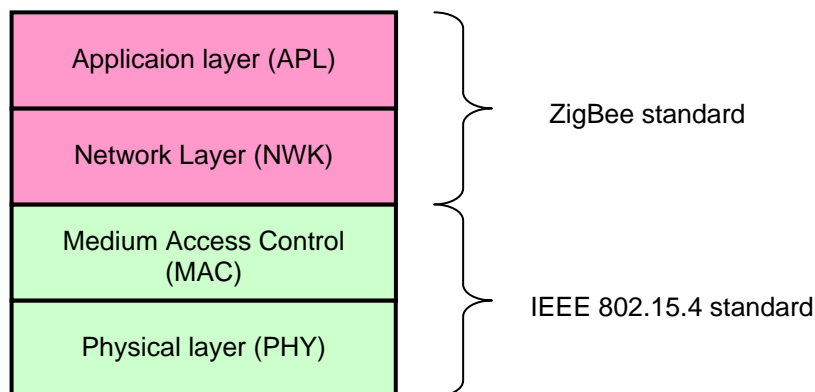 Applicaion layer (APL)
ZigBee standard
Network Layer (NWK)
Medium Access Control
(MAC)
IEEE 802.15.4 standard
Physical layer (PHY)